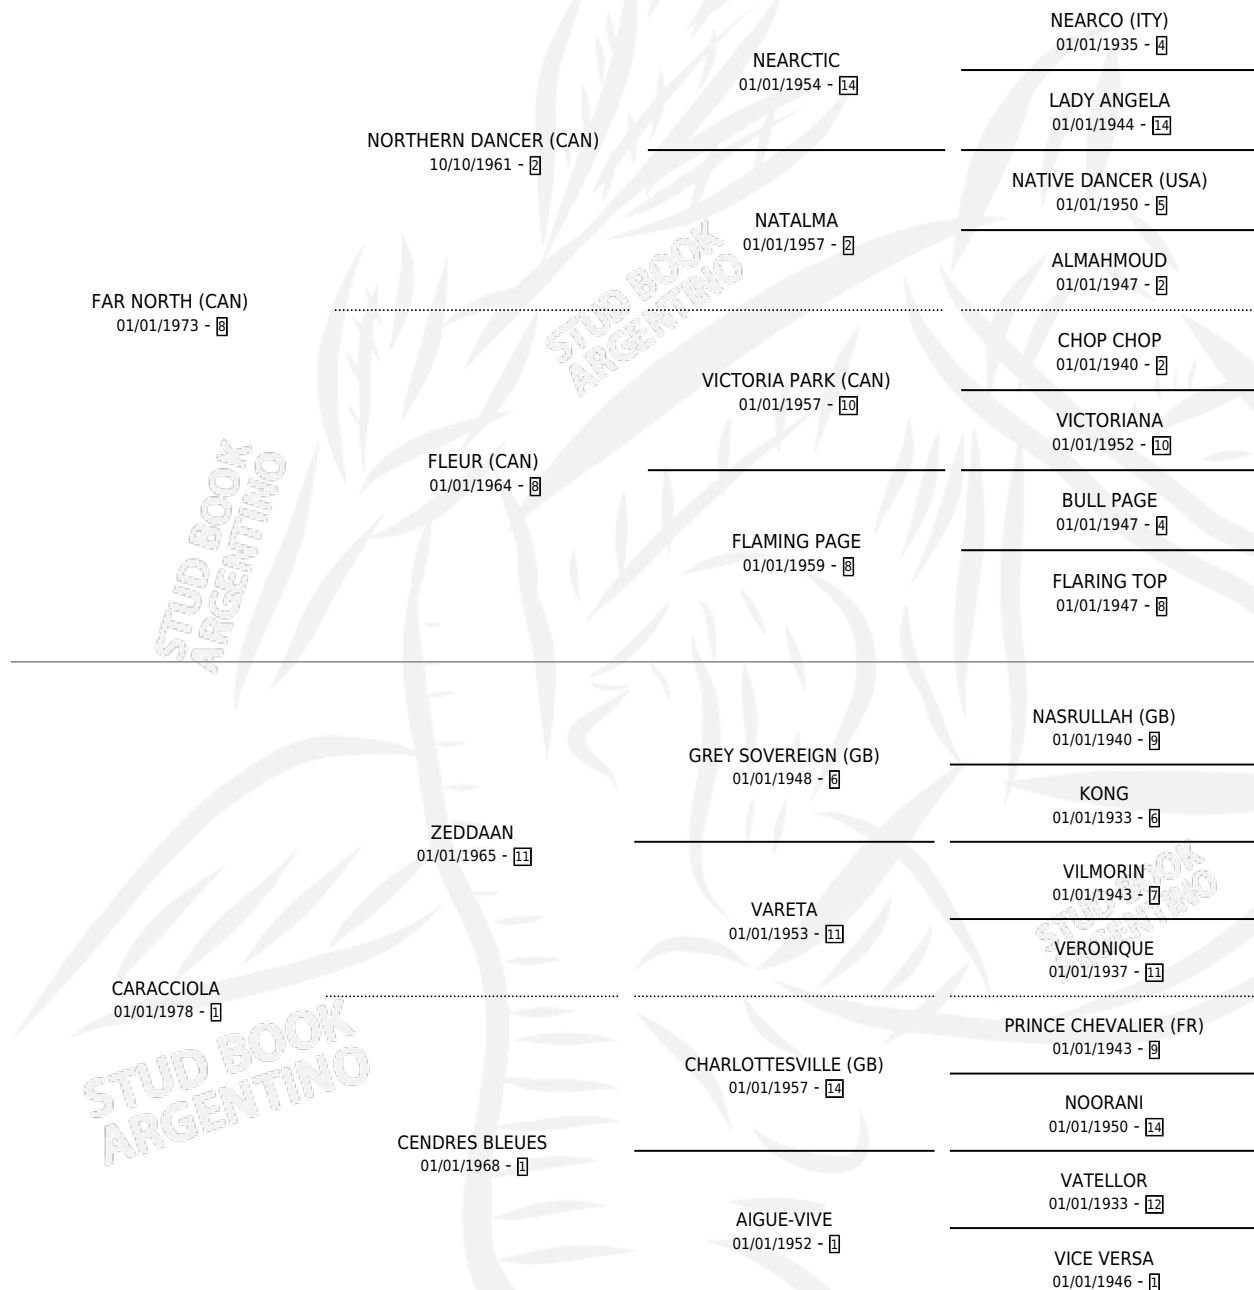 NEARCO (ITY)
01/01/1935 - 4
NEARCTIC
01/01/1954 - 14
LADY ANGELA
01/01/1944 - 14
NORTHERN DANCER (CAN)
10/10/1961 - 2
NATIVE DANCER (USA)
01/01/1950 - 5
NATALMA
01/01/1957 - 2
ALMAHMOUD
01/01/1947 - 2
FAR NORTH (CAN)
01/01/1973 - 8
CHOP CHOP
01/01/1940 - 2
VICTORIA PARK (CAN)
01/01/1957 - 10
VICTORIANA
01/01/1952 - 10
FLEUR (CAN)
01/01/1964 - 8
BULL PAGE
01/01/1947 - 4
FLAMING PAGE
01/01/1959 - 8
FLARING TOP
01/01/1947 - 8
NASRULLAH (GB)
01/01/1940 - 9
GREY SOVEREIGN (GB)
01/01/1948 - 6
KONG
01/01/1933 - 6
ZEDDAAN
01/01/1965 - 11
VILMORIN
01/01/1943 - 7
VARETA
01/01/1953 - 11
VERONIQUE
01/01/1937 - 11
CARACCIOLA
01/01/1978 - 1
PRINCE CHEVALIER (FR)
01/01/1943 - 9
CHARLOTTESVILLE (GB)
01/01/1957 - 14
NOORANI
01/01/1950 - 14
CENDRES BLEUES
01/01/1968 - 1
VATELLOR
01/01/1933 - 12
AIGUE-VIVE
01/01/1952 - 1
VICE VERSA
01/01/1946 - 1
STUD BOOK
ARGENTINO
STUD BOOK
ARGENTINO
STUD BOOK
ARGENTINO
STUD BOOK
ARGENTINO